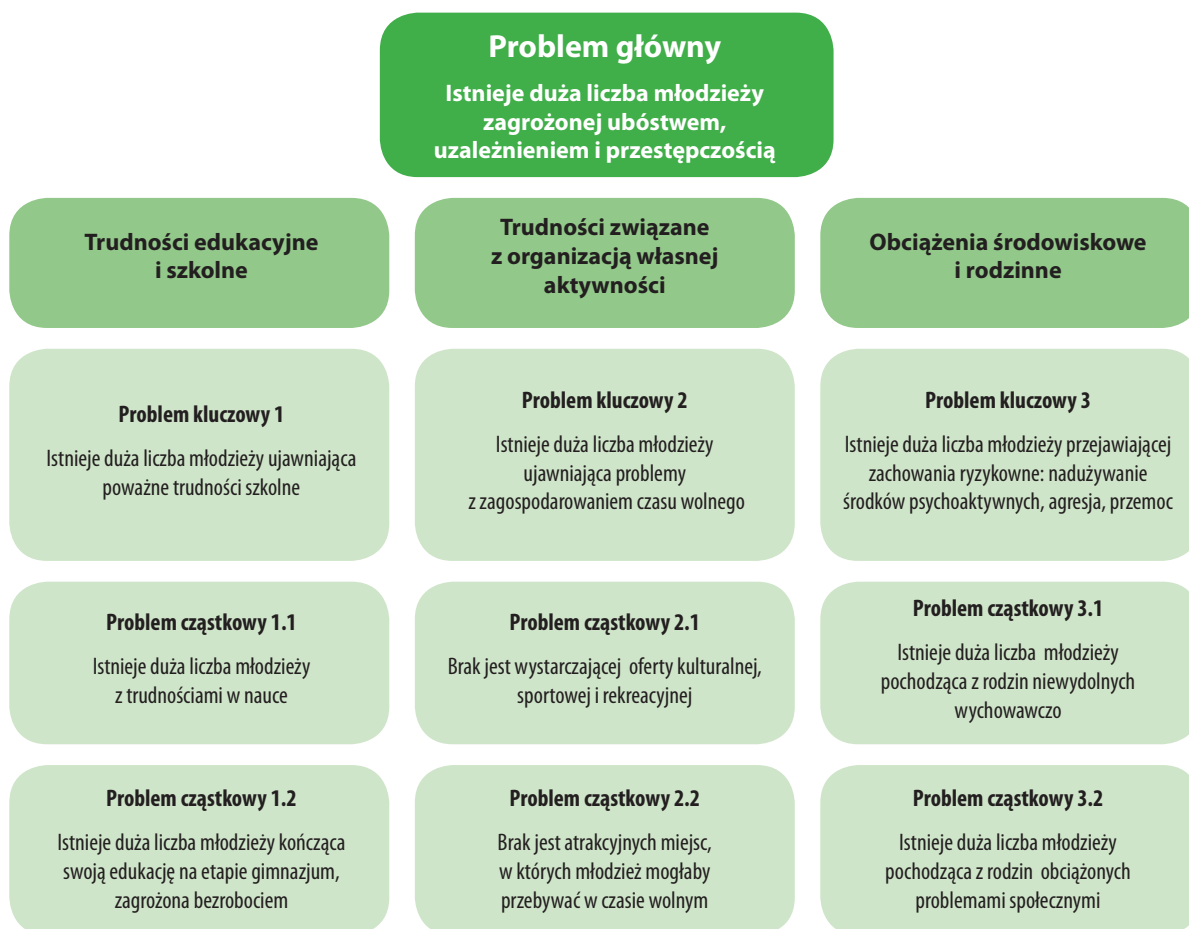 Problem główny
Istnieje duża liczba młodzieży
zagrożonej ubóstwem,
uzależnieniem i przestępczością
Trudności edukacyjne
i szkolne
Trudności związane
z organizacją własnej
aktywności
Obciążenia środowiskowe
i rodzinne
Problem kluczowy 1
Istnieje duża liczba młodzieży ujawniająca
poważne trudności szkolne
Problem kluczowy 2
Istnieje duża liczba młodzieży
ujawniająca problemy
z zagospodarowaniem czasu wolnego
Problem kluczowy 3
Istnieje duża liczba młodzieży przejawiającej
zachowania ryzykowne: nadużywanie
środków psychoaktywnych, agresja, przemoc
Problem cząstkowy 1.1
Istnieje duża liczba młodzieży
z trudnościami w nauce
Problem cząstkowy 2.1
Brak jest wystarczającej oferty kulturalnej,
sportowej i rekreacyjnej
Problem cząstkowy 3.1
Istnieje duża liczba młodzieży
pochodząca z rodzin niewydolnych
wychowawczo
Problem cząstkowy 1.2
Istnieje duża liczba młodzieży kończąca
swoją edukację na etapie gimnazjum,
zagrożona bezrobociem
Problem cząstkowy 2.2
Brak jest atrakcyjnych miejsc,
w których młodzież mogłaby
przebywać w czasie wolnym
Problem cząstkowy 3.2
Istnieje duża liczba młodzieży
pochodząca z rodzin obciążonych
problemami społecznymi